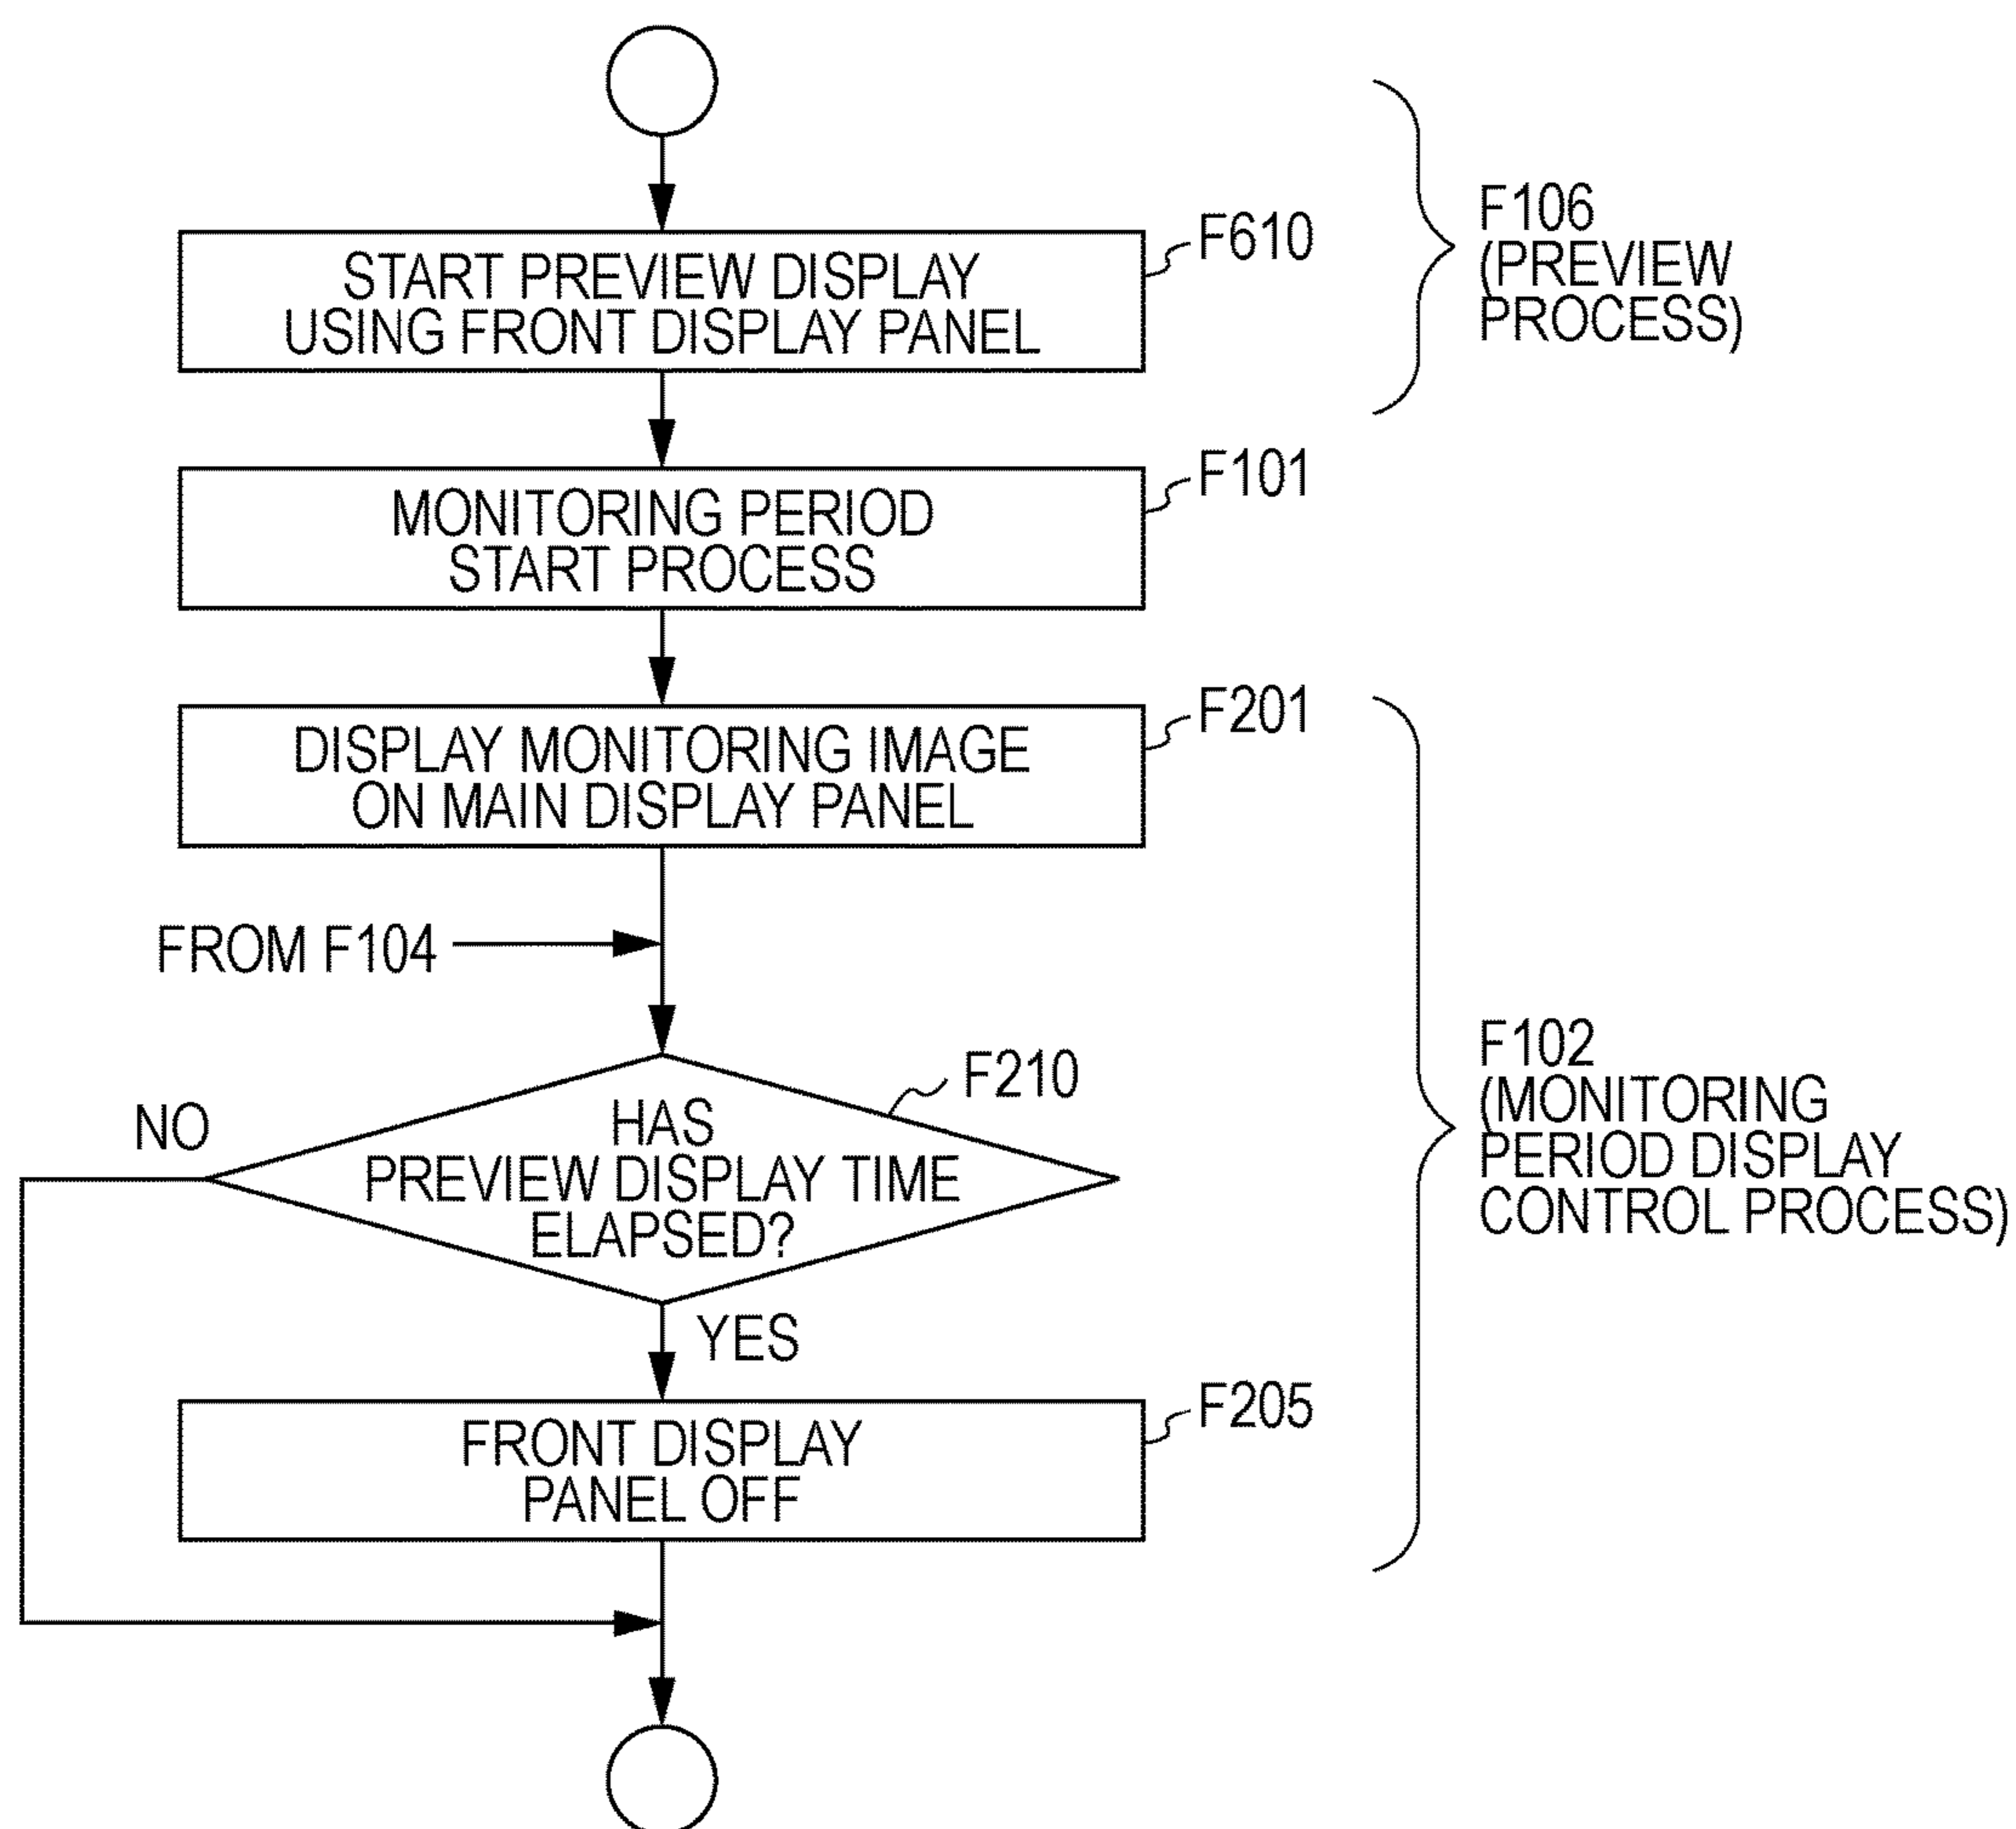 START PREVIEW DISPLAY
USING FRONT DISPLAY PANEL
F610
F106
(PREVIEW
PROCESS)
MONITORING PERIOD
START PROCESS
F101
DISPLAY MONITORING IMAGE
ON MAIN DISPLAY PANEL
F201
FROM F104
F210
NO
HAS
PREVIEW DISPLAY TIME
ELAPSED?
F102
(MONITORING
PERIOD DISPLAY
CONTROL PROCESS)
YES
FRONT DISPLAY
PANEL OFF
F205